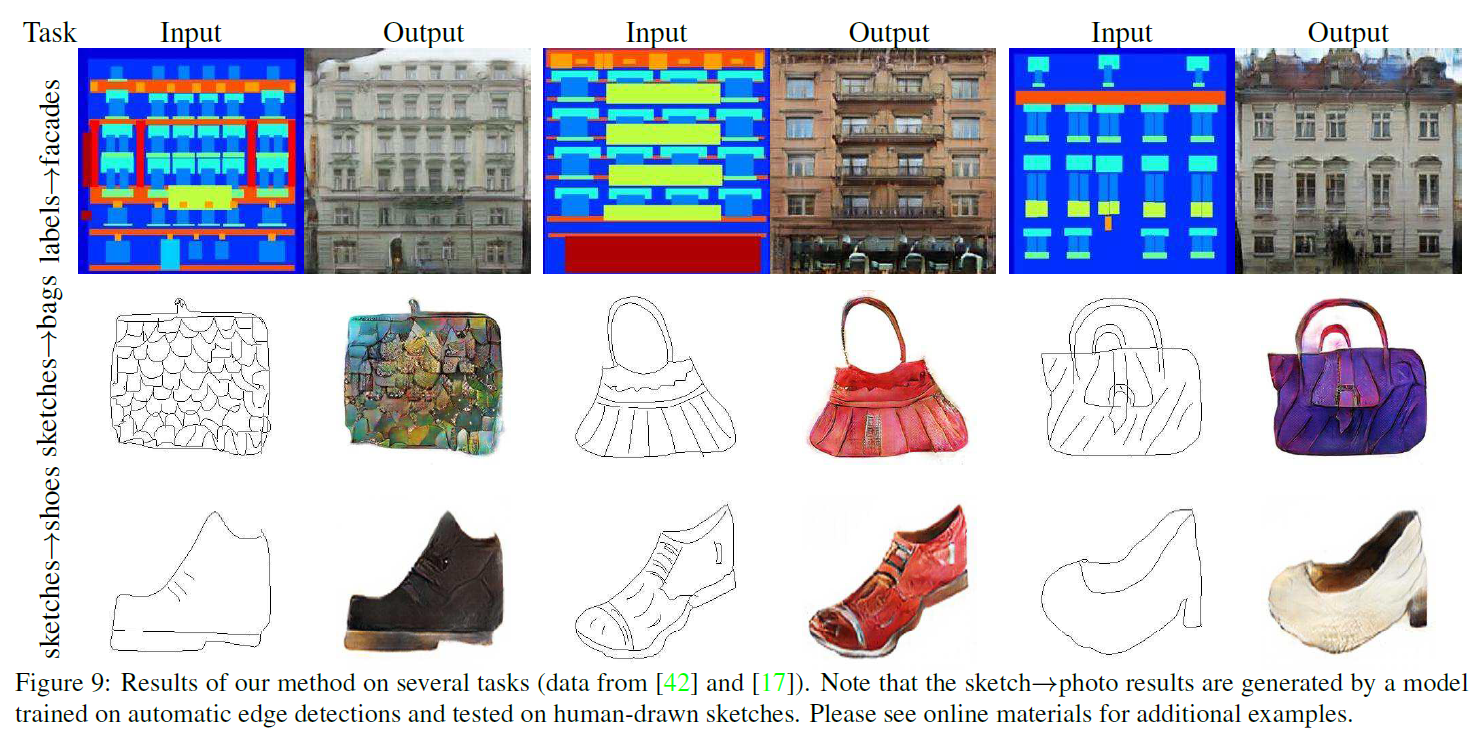 Task Input Output Input Output Input Output
labels→facades
sketches→bags
sketches→shoes
Figure 9: Results of our method on several tasks (data from [42] and [17]). Note that the sketch→photo results are generated by a model
trained on automatic edge detections and tested on human-drawn sketches. Please see online materials for additional examples.